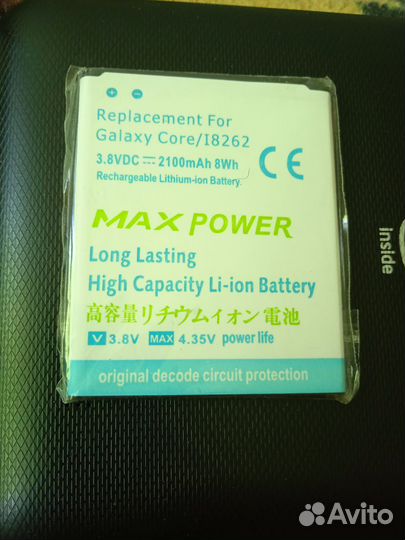 Replacement For
Galaxy Core/I8262
3.8VDC 2100mAh 8Wh
Rechargeable Lithium-ion Battery.
CE
MAX POWER
Long Lasting
High Capacity Li-ion Battery
高容量リチウムイオン電池
V 3.8V MAX 4.35V power life
original decode circuit protection
inside
Avito